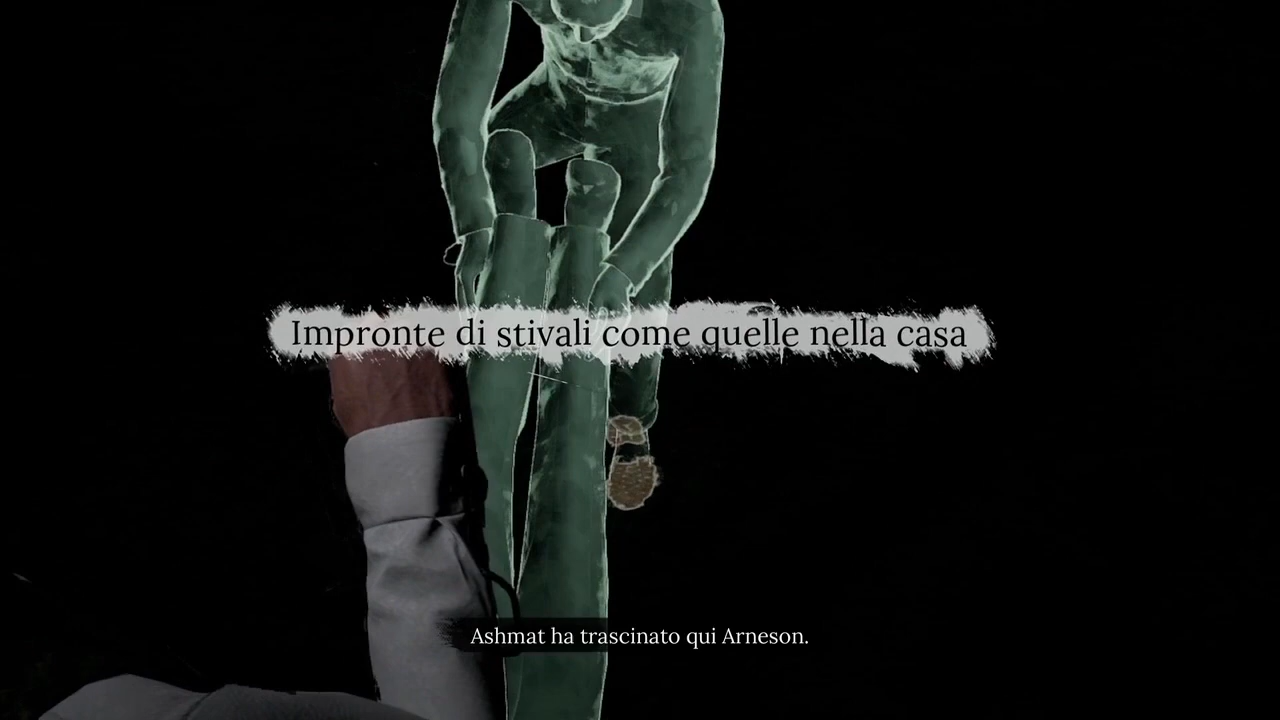 Impronte di stivali come quelle nella casa
Ashmat ha trascinato qui Arneson.